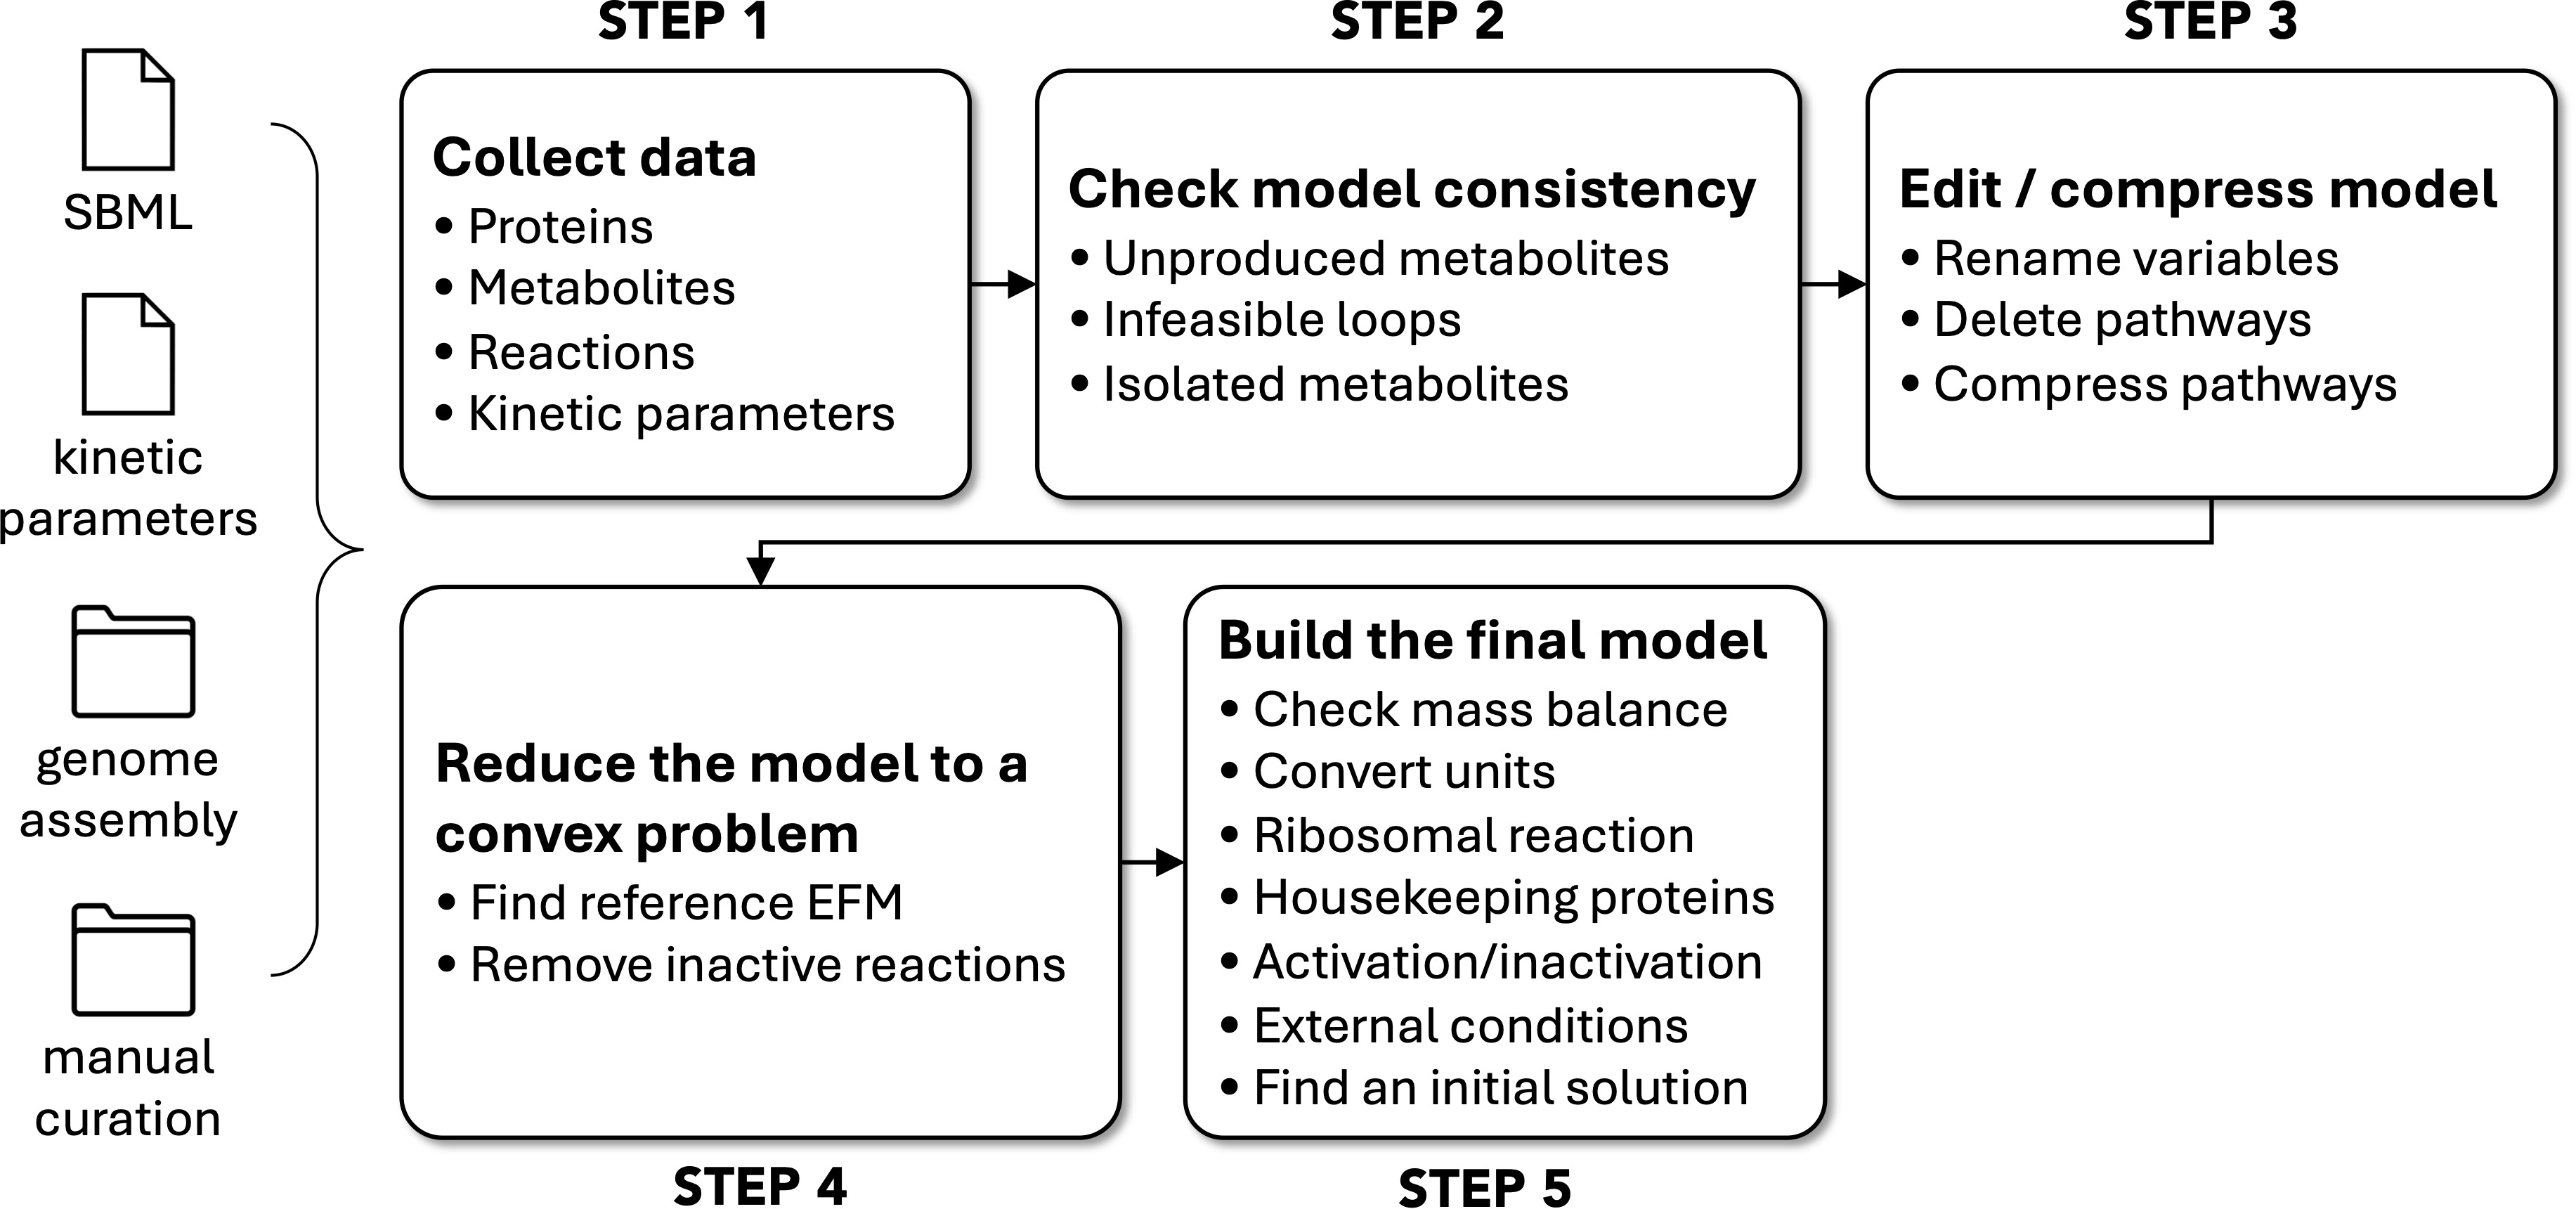 SBML
kinetic
parameters
genome
assembly
manual
curation
STEP 1
Collect data
• Proteins
• Metabolites
• Reactions
• Kinetic parameters
STEP 2
Check model consistency
• Unproduced metabolites
• Infeasible loops
• Isolated metabolites
STEP 3
Edit / compress model
• Rename variables
• Delete pathways
• Compress pathways
Reduce the model to a
convex problem
• Find reference EFM
• Remove inactive reactions
STEP 4
Build the final model
• Check mass balance
• Convert units
• Ribosomal reaction
• Housekeeping proteins
• Activation/inactivation
• External conditions
• Find an initial solution
STEP 5